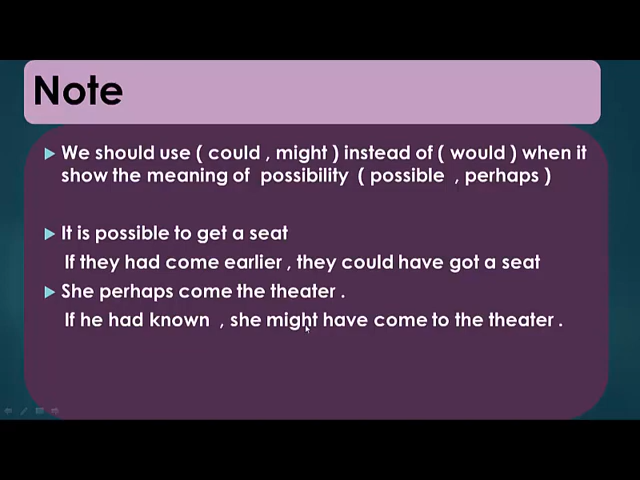 Note
We should use ( could , might ) instead of ( would ) when it
show the meaning of possibility ( possible , perhaps )
It is possible to get a seat
If they had come earlier , they could have got a seat
She perhaps come the theater .
If he had known , she might have come to the theater .